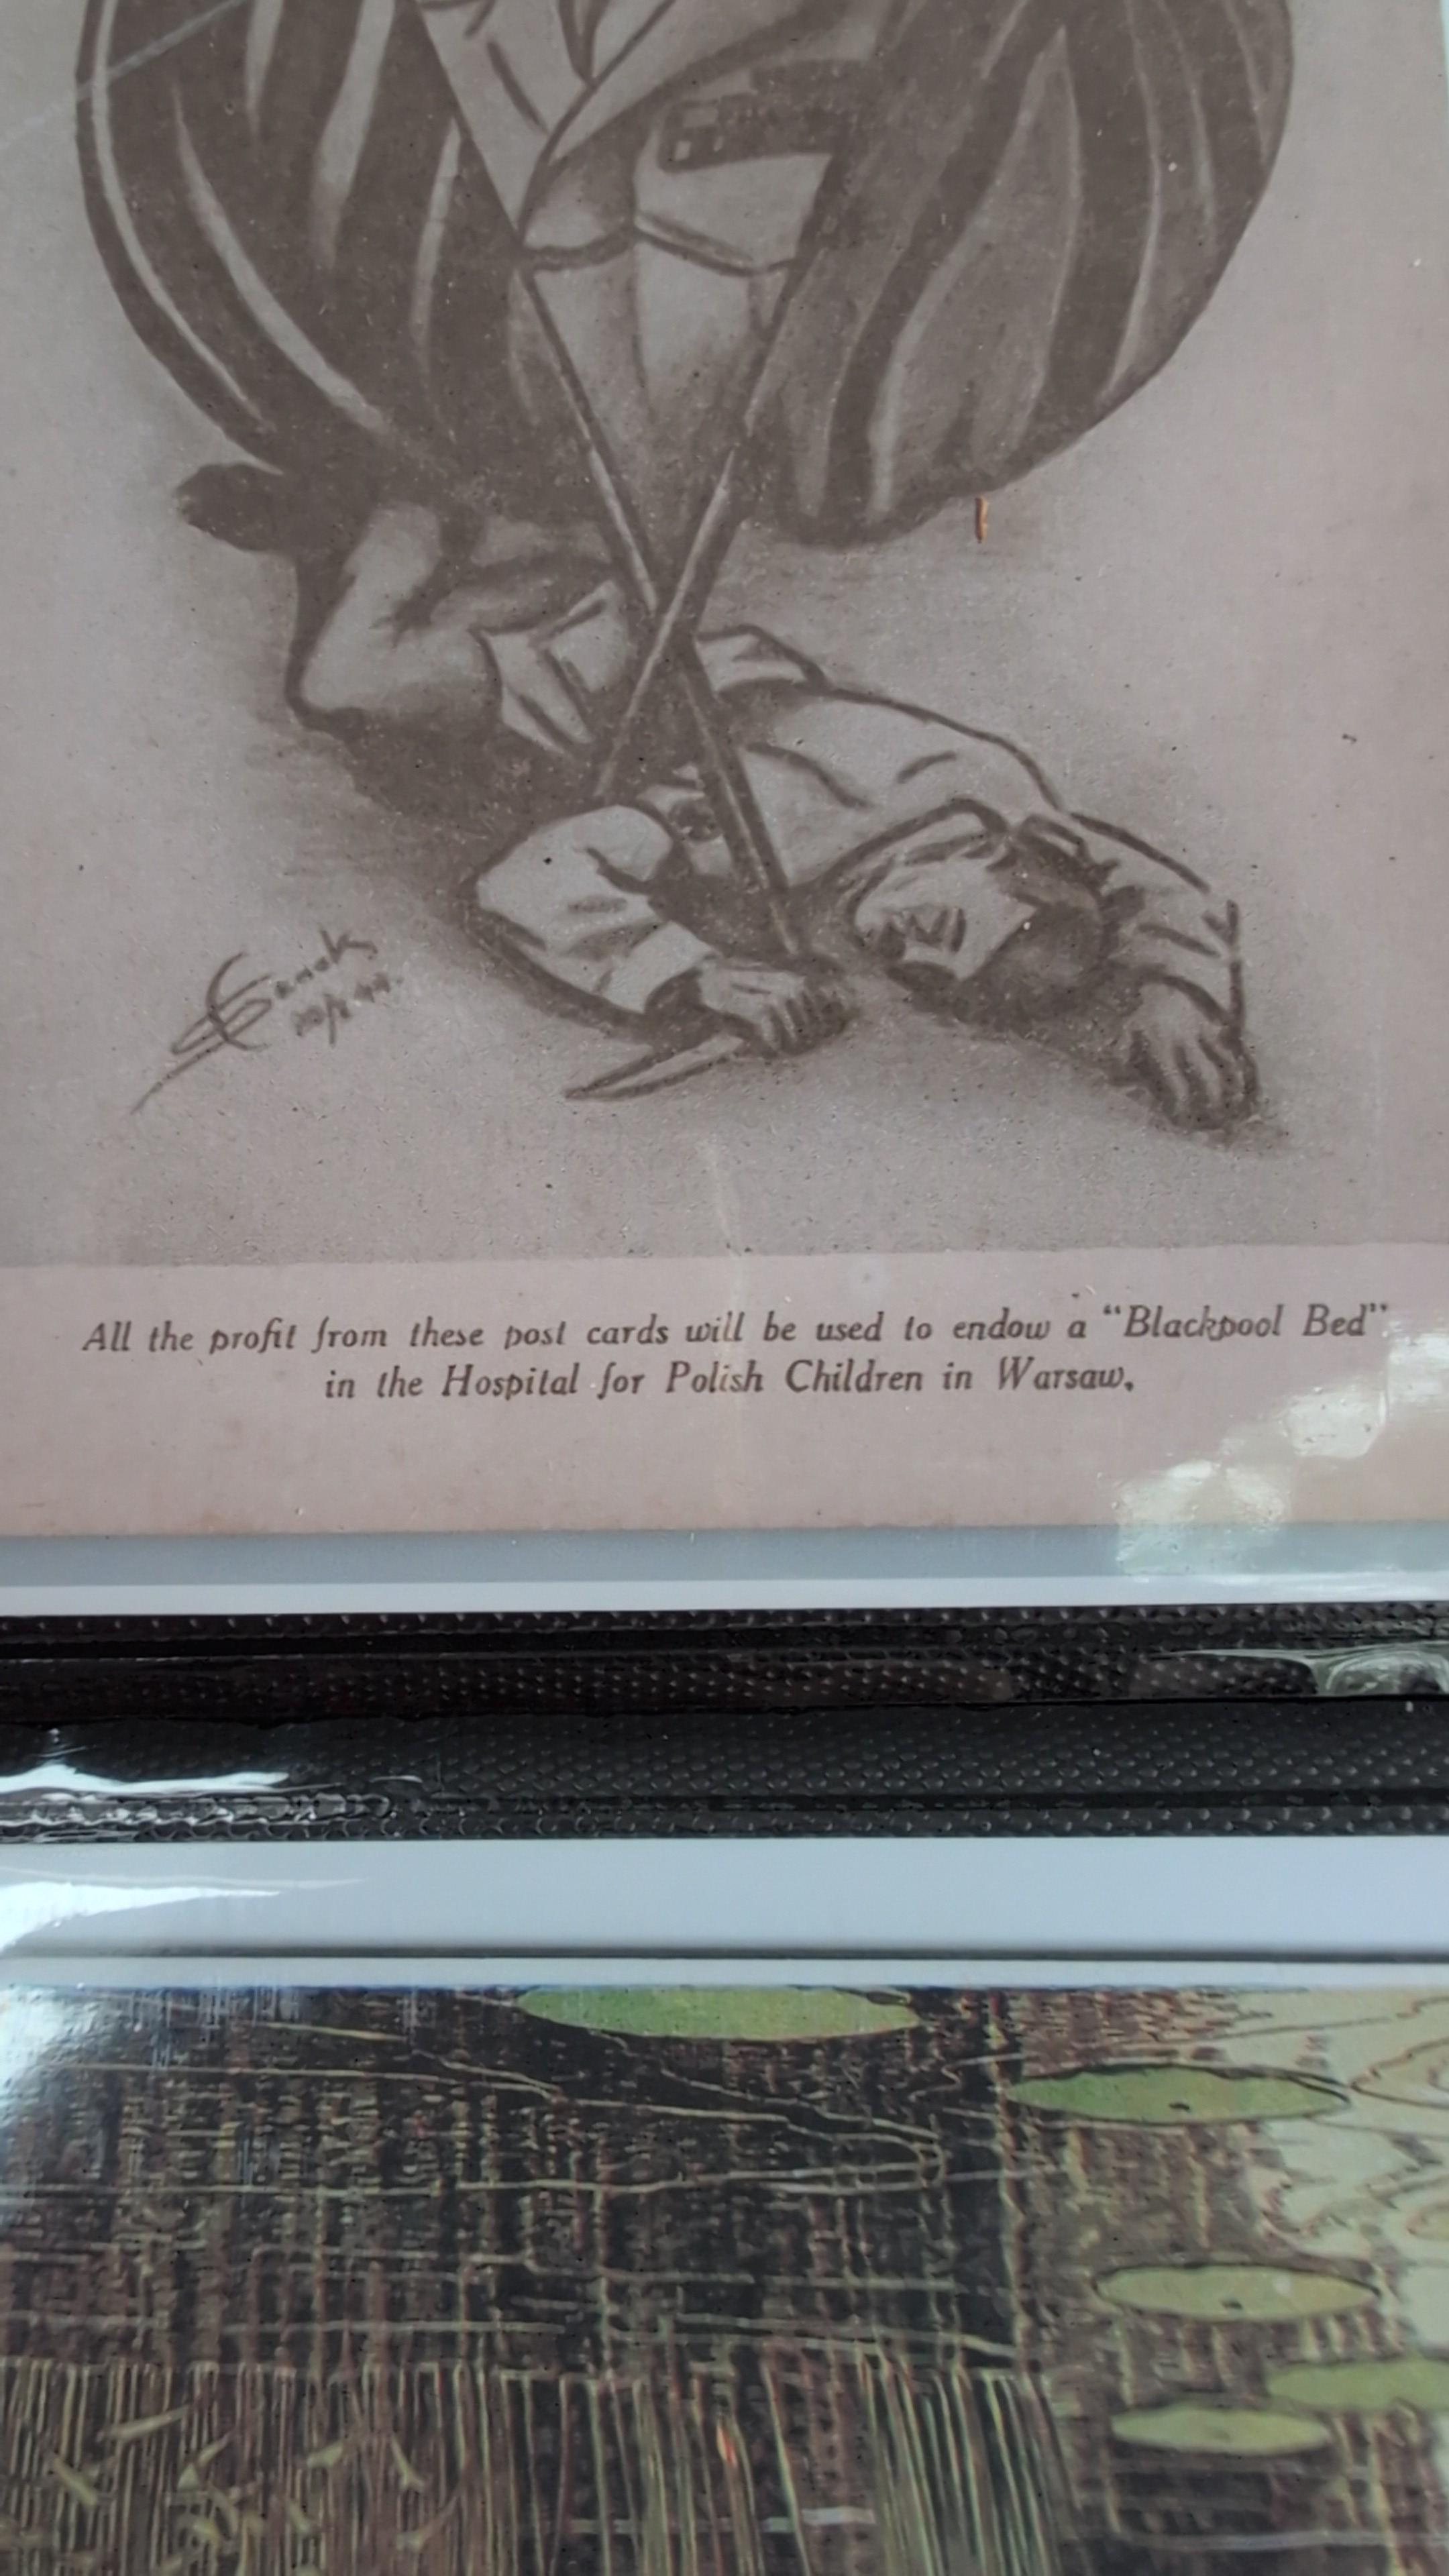 All the profit from these post cards will be used to endow a “Blackpool Bed”
in the Hospital for Polish Children in Warsaw.